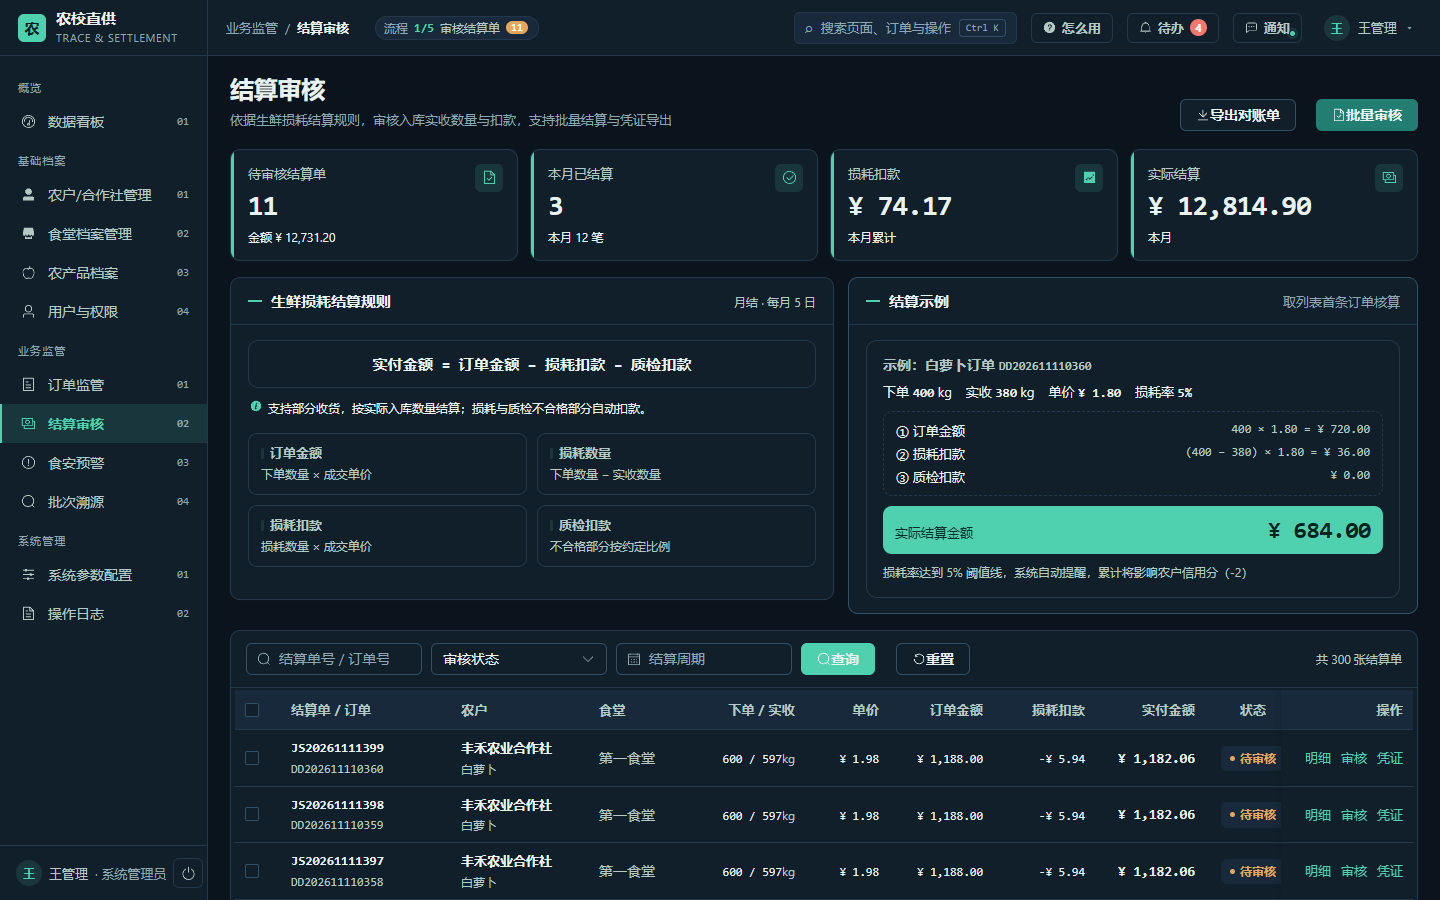 农
农校直供
TRACE & SETTLEMENT
业务监管 / 结算审核
流程 1/5 审核结算单 11
搜索页面、订单与操作 Ctrl K
怎么用
待办 4
通知
王 王管理
概览
数据看板 01
基础档案
农户/合作社管理 01
食堂档案管理 02
农产品档案 03
用户与权限 04
业务监管
订单监管 01
结算审核 02
食安预警 03
批次溯源 04
系统管理
系统参数配置 01
操作日志 02
王 王管理 · 系统管理员
结算审核
依据生鲜损耗结算规则，审核入库实收数量与扣款，支持批量结算与凭证导出
导出对账单
批量审核
待审核结算单
11
金额 ¥ 12,731.20
本月已结算
3
本月 12 笔
损耗扣款
¥ 74.17
本月累计
实际结算
¥ 12,814.90
本月
生鲜损耗结算规则
月结 · 每月 5 日
实付金额 = 订单金额 − 损耗扣款 − 质检扣款
支持部分收货，按实际入库数量结算；损耗与质检不合格部分自动扣款。
订单金额
下单数量 × 成交单价
损耗数量
下单数量 − 实收数量
损耗扣款
损耗数量 × 成交单价
质检扣款
不合格部分按约定比例
结算示例
取列表首条订单核算
示例：白萝卜订单 DD202611110360
下单 400 kg 实收 380 kg 单价 ¥ 1.80 损耗率 5%
① 订单金额 400 × 1.80 = ¥ 720.00
② 损耗扣款 (400 − 380) × 1.80 = ¥ 36.00
③ 质检扣款 ¥ 0.00
实际结算金额 ¥ 684.00
损耗率达到 5% 阈值线，系统自动提醒，累计将影响农户信用分（-2）
结算单号 / 订单号
审核状态
结算周期
查询
重置
共 300 张结算单
结算单 / 订单 农户 食堂 下单 / 实收 单价 订单金额 损耗扣款 实付金额 状态 操作
JS20261111399 丰禾农业合作社 第一食堂 600 / 597kg ¥ 1.98 ¥ 1,188.00 -¥ 5.94 ¥ 1,182.06 待审核 明细 审核 凭证
DD202611110360 白萝卜
JS20261111398 丰禾农业合作社 第一食堂 600 / 597kg ¥ 1.98 ¥ 1,188.00 -¥ 5.94 ¥ 1,182.06 待审核 明细 审核 凭证
DD202611110359 白萝卜
JS20261111397 丰禾农业合作社 第一食堂 600 / 597kg ¥ 1.98 ¥ 1,188.00 -¥ 5.94 ¥ 1,182.06 待审核 明细 审核 凭证
DD202611110358 白萝卜